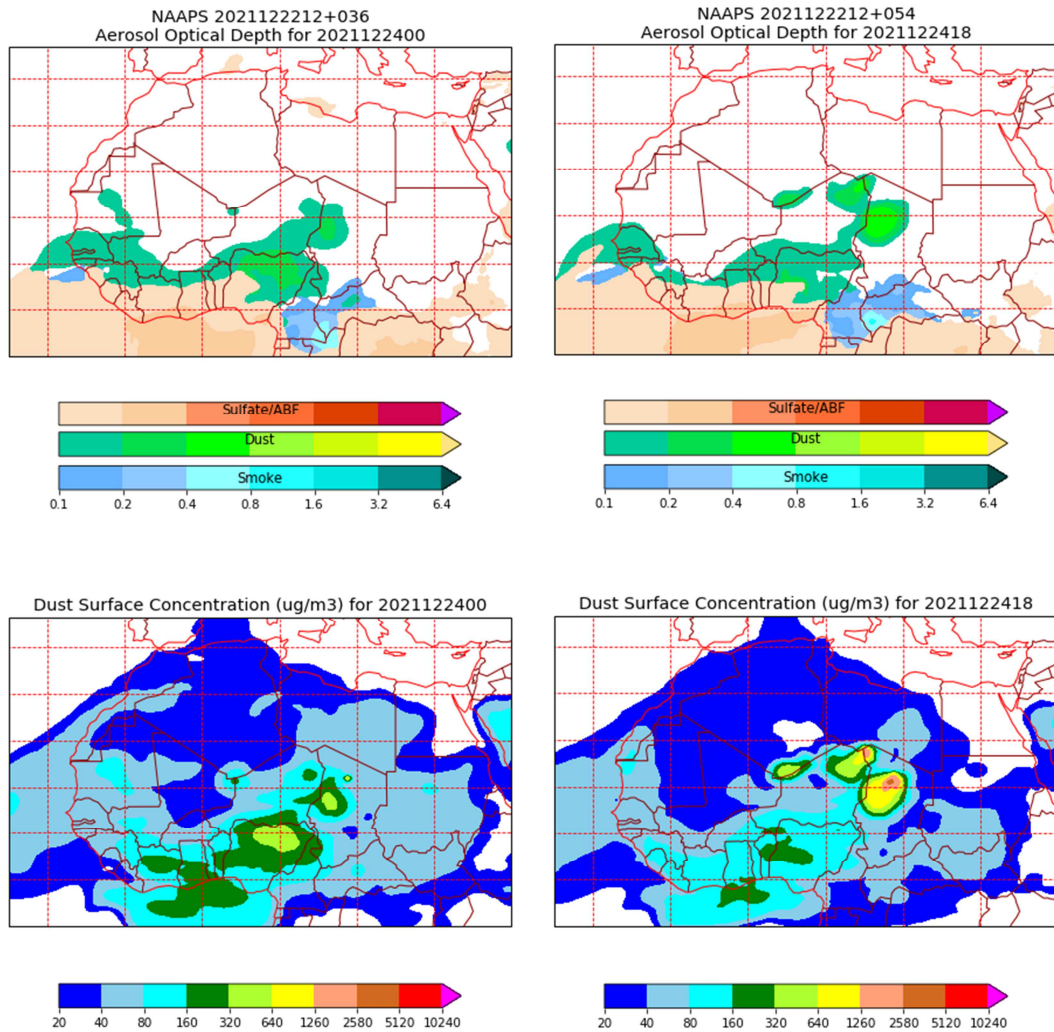 NAAPS 2021122212+036
Aerosol Optical Depth for 2021122400
NAAPS 2021122212+054
Aerosol Optical Depth for 2021122418
Sulfate/ABF
Dust
Smoke
0.1 0.2 0.4 0.8 1.6 3.2 6.4
Sulfate/ABF
Dust
Smoke
0.1 0.2 0.4 0.8 1.6 3.2 6.4
Dust Surface Concentration (ug/m3) for 2021122400
Dust Surface Concentration (ug/m3) for 2021122418
20 40 80 160 320 640 1260 2580 5120 10240
20 40 80 160 320 640 1260 2580 5120 10240